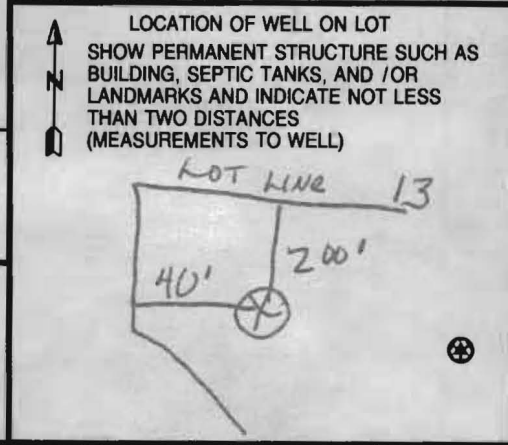 LOCATION OF WELL ON LOT
SHOW PERMANENT STRUCTURE SUCH AS
BUILDING, SEPTIC TANKS, AND /OR
LANDMARKS AND INDICATE NOT LESS
THAN TWO DISTANCES
(MEASUREMENTS TO WELL)
N
LOT LINE 13
200'
40'